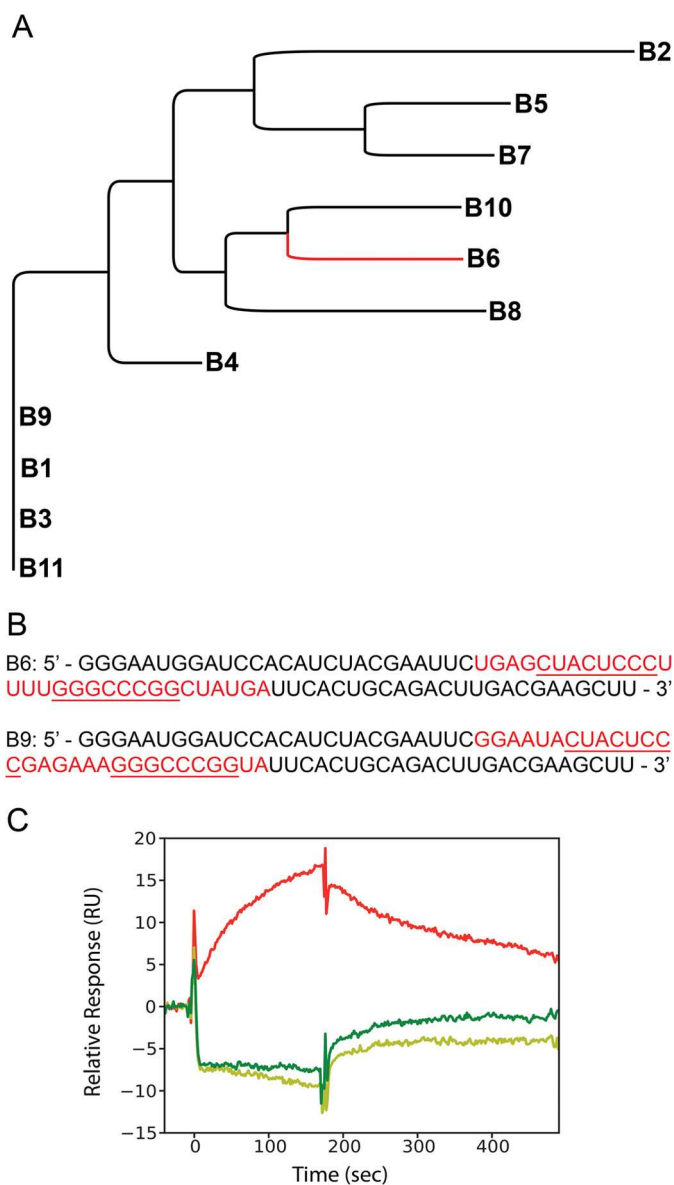 A
B2
B5
B7
B10
B6
B8
B4
B9
B1
B3
B11
B
B6: 5’ - GGGAAUGGAUCCACAUCUACGAAUUCUGAGCUACUCCCU
UUUGGGCCCGGCUAUGAUUCACUGCAGACUUGACGAAGCUU - 3’
B9: 5’ - GGGAAUGGAUCCACAUCUACGAAUUCGGAAUACUACUCC
CGAGAAAGGGCCCGGUAUUCACUGCAGACUUGACGAAGCUU - 3’
C
20
15
10
5
0
−5
−10
−15
Relative Response (RU)
0 100 200 300 400
Time (sec)